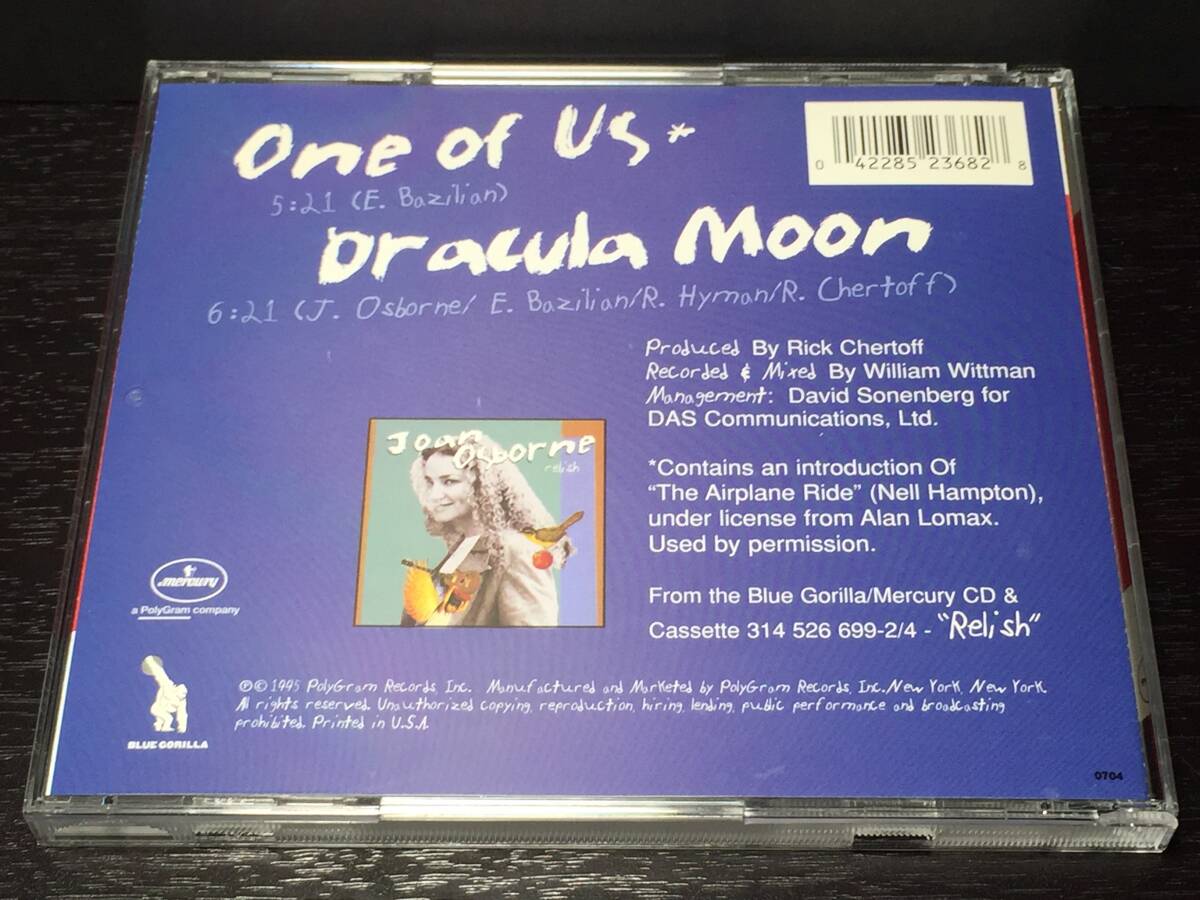 One of Us*
5:21 (E. Bazilian)
Dracula Moon
6:21 (J. Osborne/ E. Bazilian/R. Hyman/R. Chertoff)
0 42285 23682 8
Produced By Rick Chertoff
Recorded & Mixed By William Wittman
Management: David Sonenberg for
DAS Communications, Ltd.
*Contains an introduction Of
"The Airplane Ride" (Nell Hampton),
under license from Alan Lomax.
Used by permission.
From the Blue Gorilla/Mercury CD &
Cassette 314 526 699-2/4 - "Relish"
Joan
Osborne
relish
mercury
a PolyGram company
BLUE GORILLA
℗© 1995 PolyGram Records, Inc. Manufactured and Marketed by PolyGram Records, Inc. New York, New York
All rights reserved. Unauthorized copying, reproduction, hiring, lending, public performance and broadcasting
prohibited. Printed in U.S.A.
0704